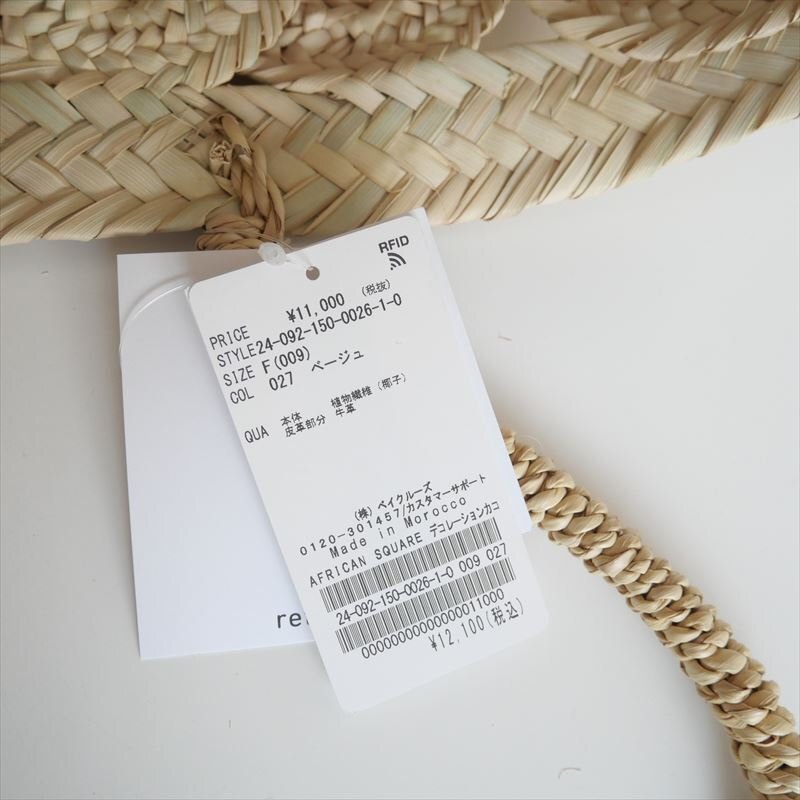 RFID
PRICE ¥11,000 (税抜)
STYLE 24-092-150-0026-1-0
SIZE F(009)
COL 027 ベージュ
QUA 本体 植物繊維(椰子)
皮革部分 牛革
(株)ベイクルーズ
0120-301457/カスタマーサポート
Made in Morocco
AFRICAN SQUARE デコレーションカコ
24-092-150-0026-1-0 009 027
0000000000000011000
¥12,100(税込)